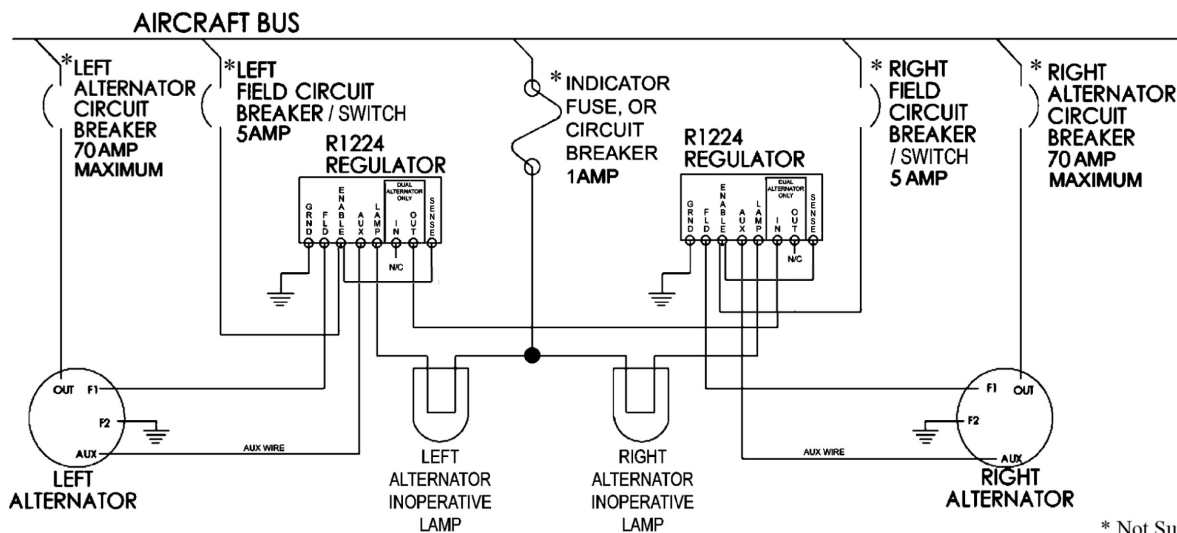 AIRCRAFT BUS
* LEFT
ALTERNATOR
CIRCUIT
BREAKER
70 AMP
MAXIMUM
* LEFT
FIELD CIRCUIT
BREAKER / SWITCH
5AMP
* INDICATOR
FUSE, OR
CIRCUIT
BREAKER
1AMP
* RIGHT
FIELD
CIRCUIT
BREAKER
/ SWITCH
5 AMP
* RIGHT
ALTERNATOR
CIRCUIT
BREAKER
70 AMP
MAXIMUM
R1224
REGULATOR
DUAL
ALTERNATOR
ONLY
GRND
FLD
ENABLE
AUX
LAMP
IN
OUT
SENSE
N/C
R1224
REGULATOR
DUAL
ALTERNATOR
ONLY
GRND
FLD
ENABLE
AUX
LAMP
IN
OUT
SENSE
N/C
OUT F1
F2
AUX
LEFT
ALTERNATOR
AUX WIRE
LEFT
ALTERNATOR
INOPERATIVE
LAMP
RIGHT
ALTERNATOR
INOPERATIVE
LAMP
AUX WIRE
F1 OUT
F2
AUX
RIGHT
ALTERNATOR
* Not Su